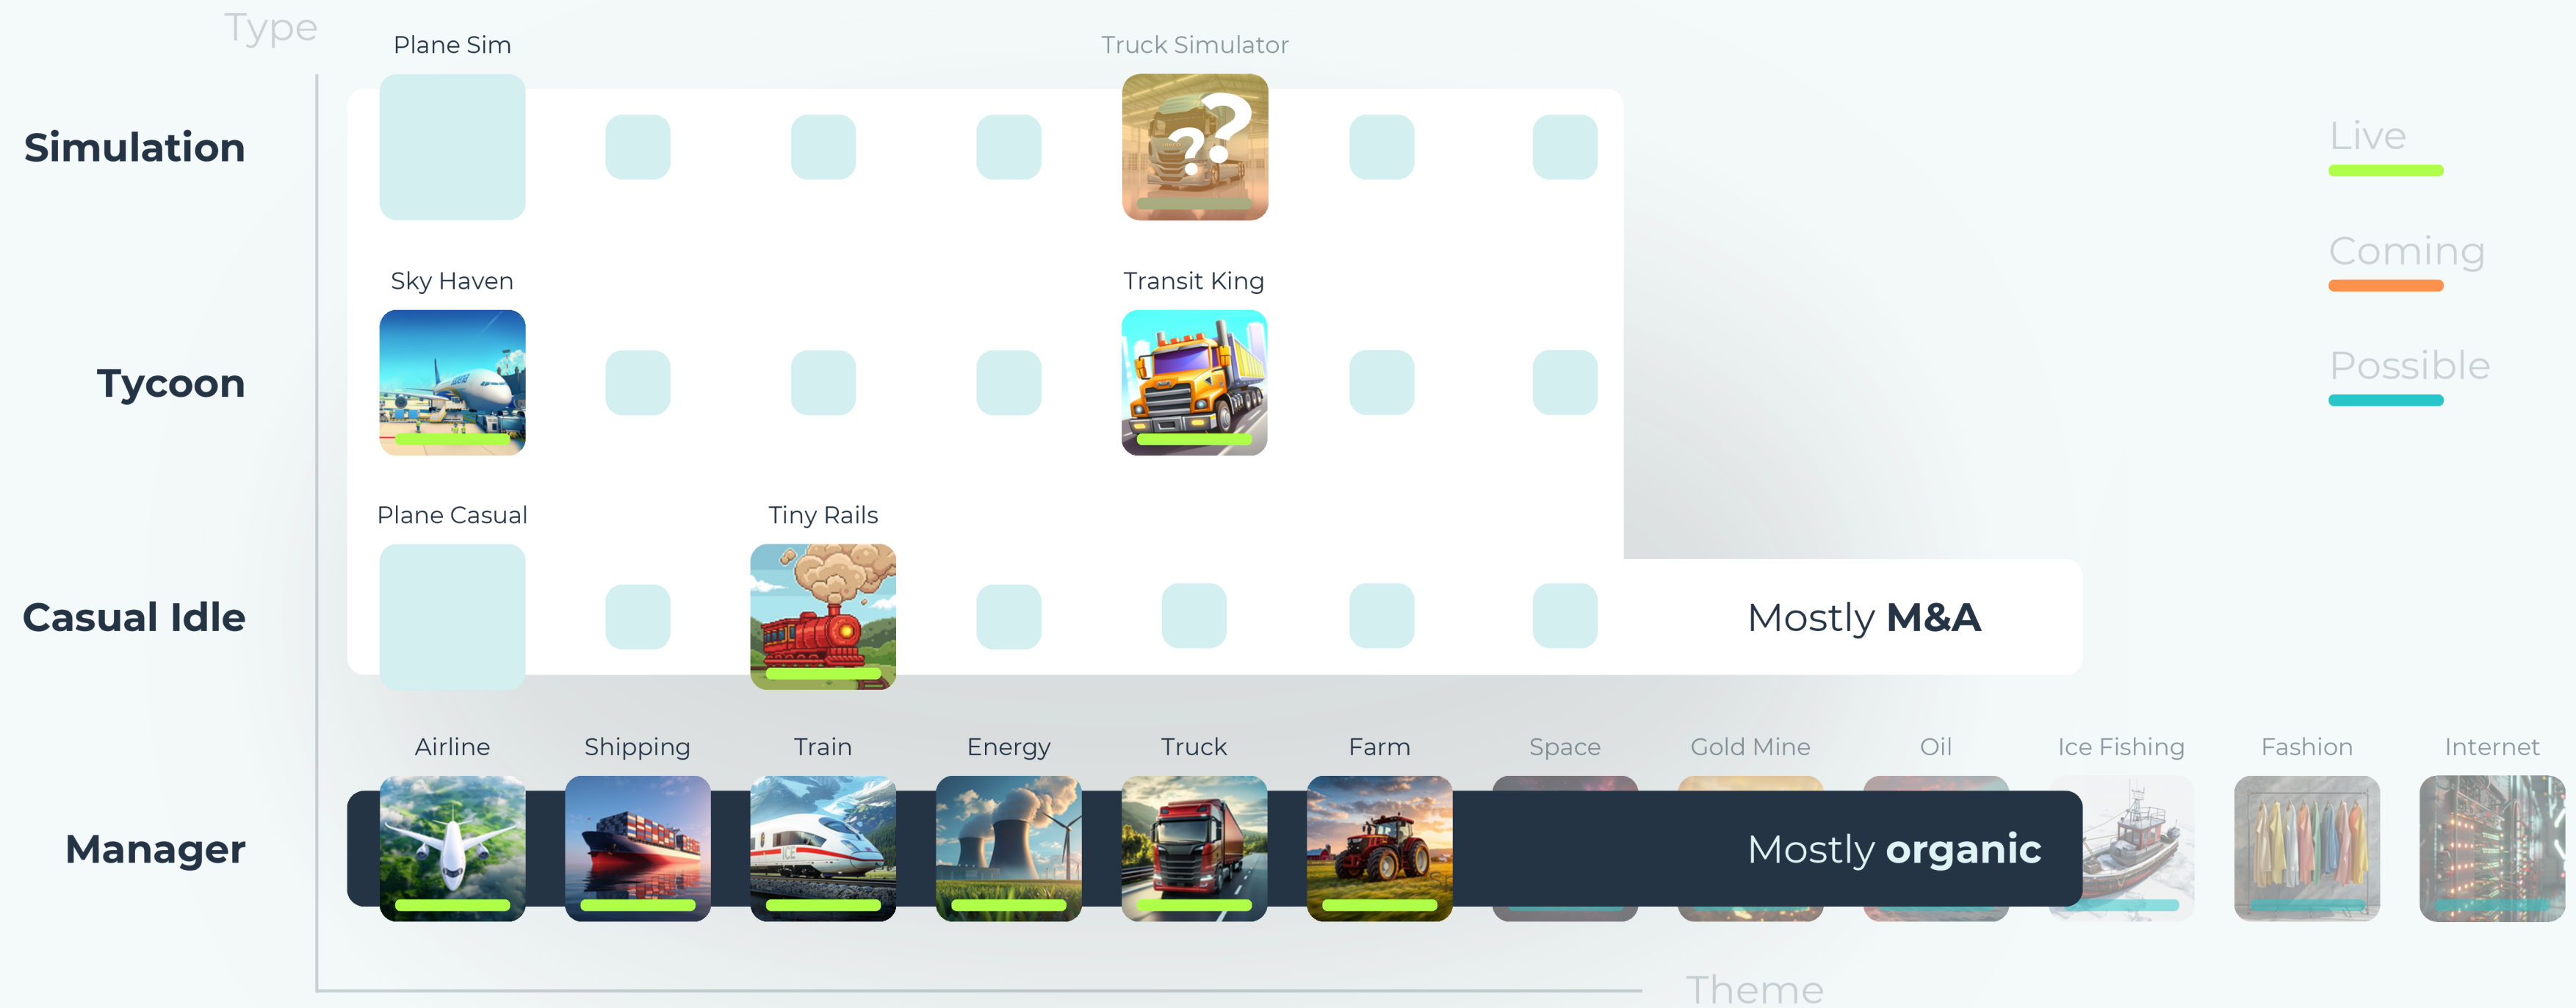 Type
Plane Sim
Truck Simulator
??
Simulation
Live
Coming
Sky Haven
Transit King
Tycoon
Possible
Plane Casual
Tiny Rails
Casual Idle
Mostly M&A
Airline
Shipping
Train
Energy
Truck
Farm
Space
Gold Mine
Oil
Ice Fishing
Fashion
Internet
ICE
Manager
Mostly organic
Theme